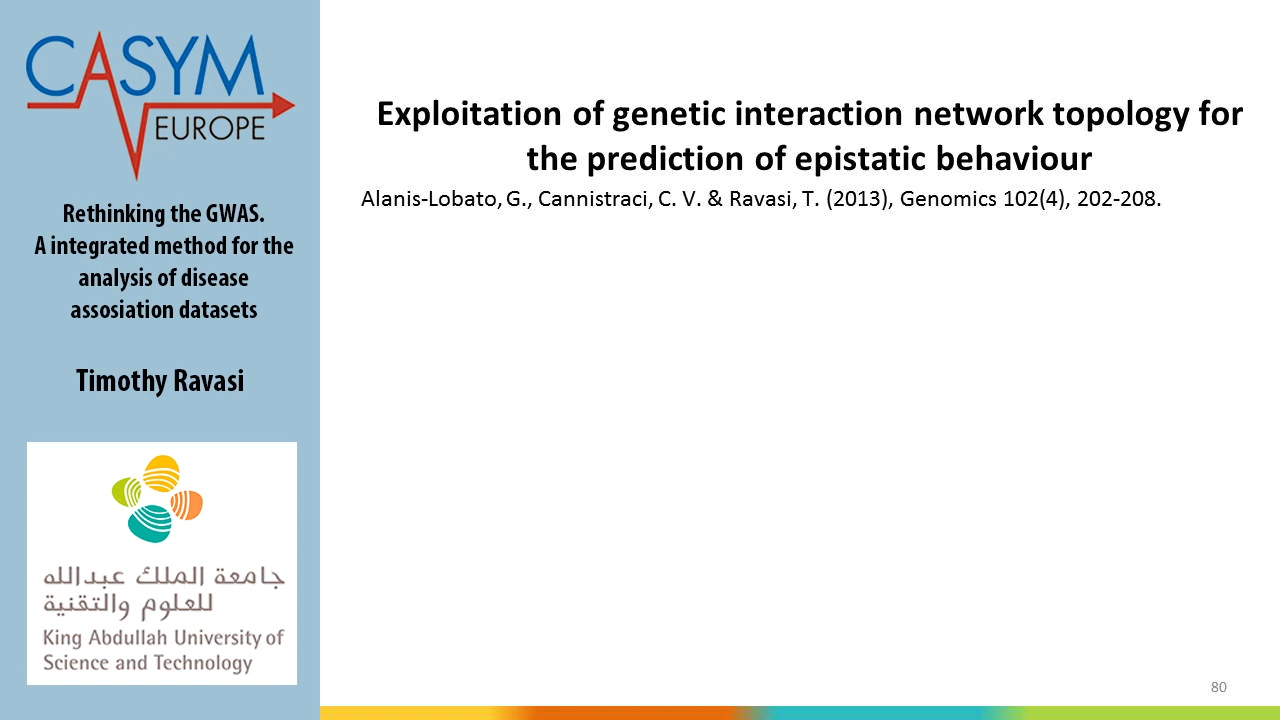 CASYM
EUROPE
Rethinking the GWAS.
A integrated method for the
analysis of disease
assosiation datasets
Timothy Ravasi
جامعة الملك عبدالله
للعلوم والتقنية
King Abdullah University of
Science and Technology
Exploitation of genetic interaction network topology for
the prediction of epistatic behaviour
Alanis-Lobato, G., Cannistraci, C. V. & Ravasi, T. (2013), Genomics 102(4), 202-208.
80